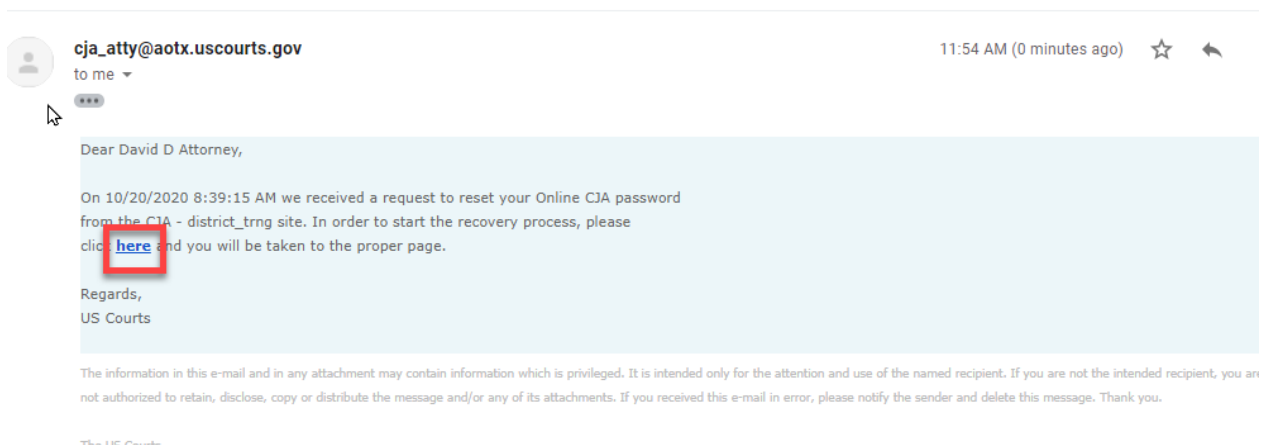 cja_atty@aotx.uscourts.gov 11:54 AM (0 minutes ago)
to me
Dear David D Attorney,
On 10/20/2020 8:39:15 AM we received a request to reset your Online CJA password
from the CJA - district_trng site. In order to start the recovery process, please
click here and you will be taken to the proper page.
Regards,
US Courts
The information in this e-mail and in any attachment may contain information which is privileged. It is intended only for the attention and use of the named recipient. If you are not the intended recipient, you are
not authorized to retain, disclose, copy or distribute the message and/or any of its attachments. If you received this e-mail in error, please notify the sender and delete this message. Thank you.
The US Courts